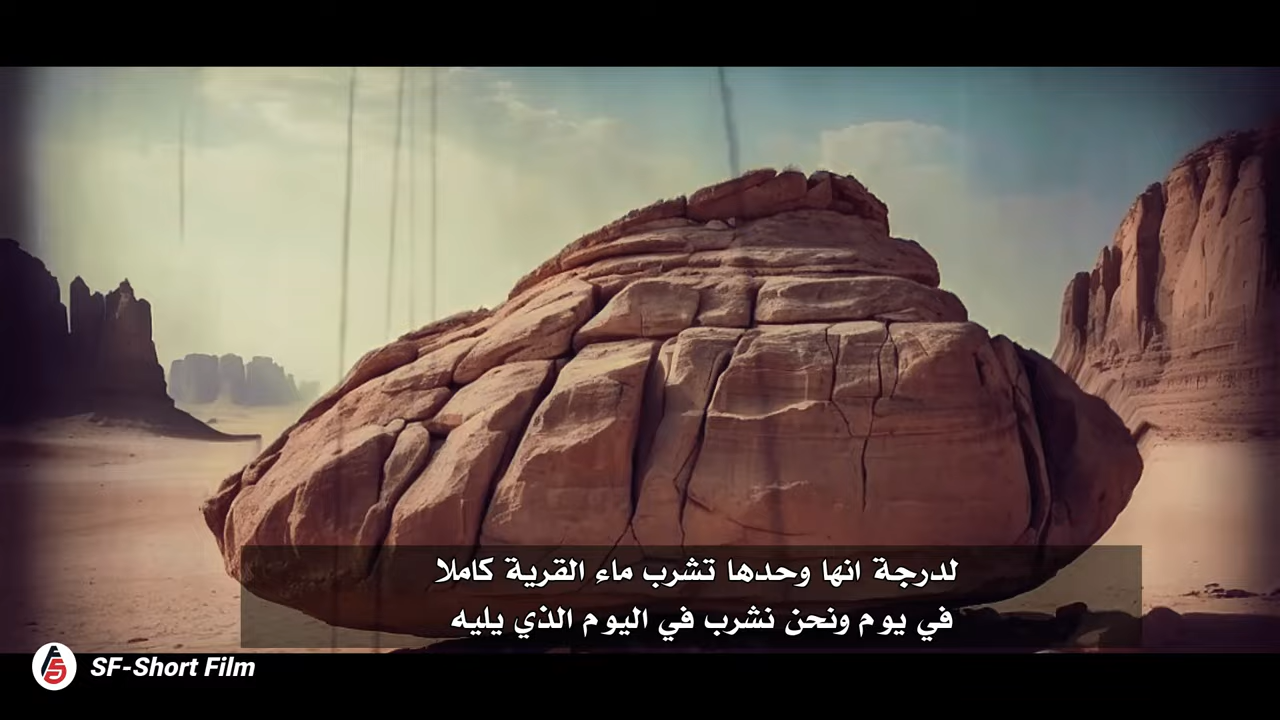 لدرجة انها وحدها تشرب ماء القرية كاملا
في يوم ونحن نشرب في اليوم الذي يليه
SF-Short Film